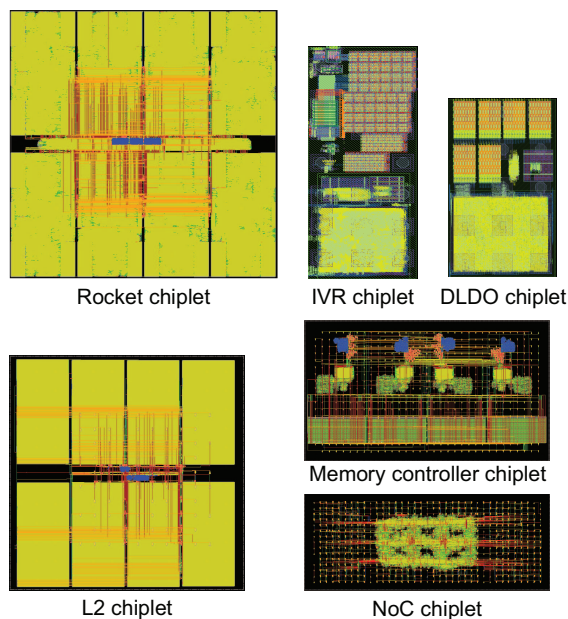 Rocket chiplet
IVR chiplet
DLDO chiplet
Memory controller chiplet
L2 chiplet
NoC chiplet